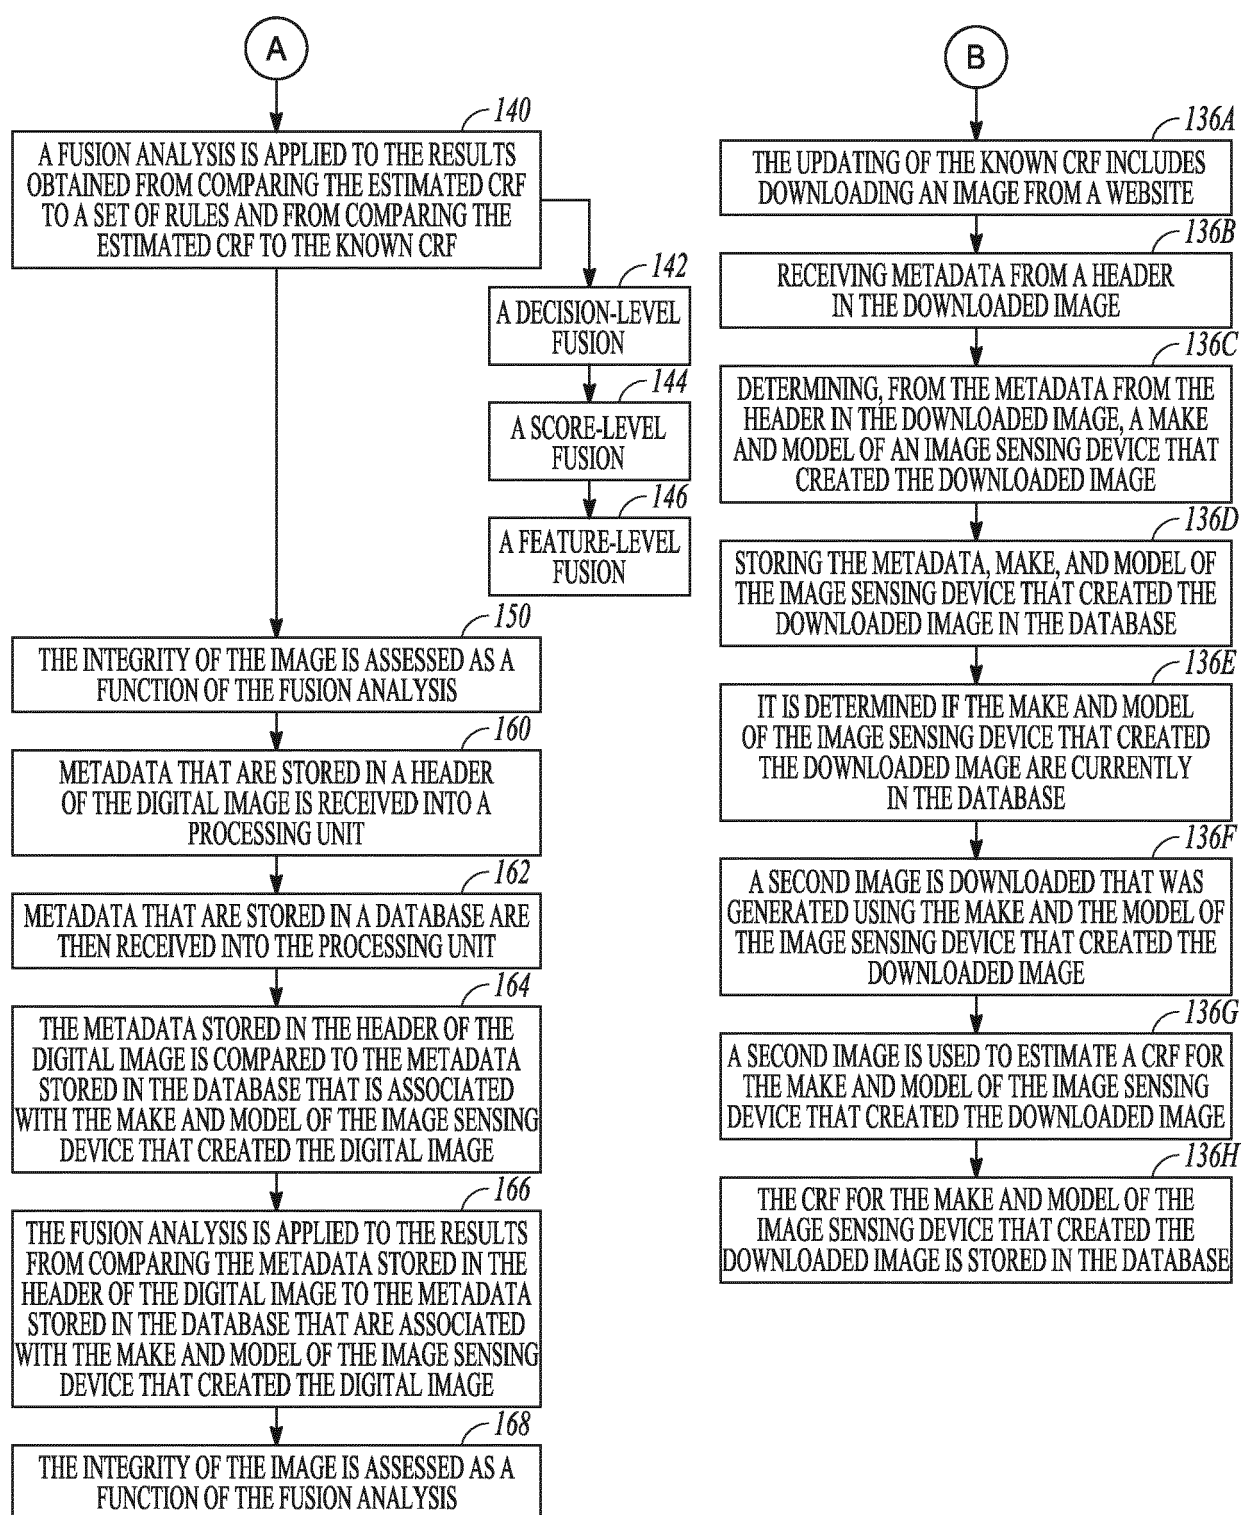 A
140
A FUSION ANALYSIS IS APPLIED TO THE RESULTS
OBTAINED FROM COMPARING THE ESTIMATED CRF
TO A SET OF RULES AND FROM COMPARING THE
ESTIMATED CRF TO THE KNOWN CRF
142
A DECISION-LEVEL
FUSION
144
A SCORE-LEVEL
FUSION
146
A FEATURE-LEVEL
FUSION
150
THE INTEGRITY OF THE IMAGE IS ASSESSED AS A
FUNCTION OF THE FUSION ANALYSIS
160
METADATA THAT ARE STORED IN A HEADER
OF THE DIGITAL IMAGE IS RECEIVED INTO A
PROCESSING UNIT
162
METADATA THAT ARE STORED IN A DATABASE ARE
THEN RECEIVED INTO THE PROCESSING UNIT
164
THE METADATA STORED IN THE HEADER OF THE
DIGITAL IMAGE IS COMPARED TO THE METADATA
STORED IN THE DATABASE THAT IS ASSOCIATED
WITH THE MAKE AND MODEL OF THE IMAGE SENSING
DEVICE THAT CREATED THE DIGITAL IMAGE
166
THE FUSION ANALYSIS IS APPLIED TO THE RESULTS
FROM COMPARING THE METADATA STORED IN THE
HEADER OF THE DIGITAL IMAGE TO THE METADATA
STORED IN THE DATABASE THAT ARE ASSOCIATED
WITH THE MAKE AND MODEL OF THE IMAGE SENSING
DEVICE THAT CREATED THE DIGITAL IMAGE
168
THE INTEGRITY OF THE IMAGE IS ASSESSED AS A
FUNCTION OF THE FUSION ANALYSIS
B
136A
THE UPDATING OF THE KNOWN CRF INCLUDES
DOWNLOADING AN IMAGE FROM A WEBSITE
136B
RECEIVING METADATA FROM A HEADER
IN THE DOWNLOADED IMAGE
136C
DETERMINING, FROM THE METADATA FROM THE
HEADER IN THE DOWNLOADED IMAGE, A MAKE
AND MODEL OF AN IMAGE SENSING DEVICE THAT
CREATED THE DOWNLOADED IMAGE
136D
STORING THE METADATA, MAKE, AND MODEL OF
THE IMAGE SENSING DEVICE THAT CREATED THE
DOWNLOADED IMAGE IN THE DATABASE
136E
IT IS DETERMINED IF THE MAKE AND MODEL
OF THE IMAGE SENSING DEVICE THAT CREATED
THE DOWNLOADED IMAGE ARE CURRENTLY
IN THE DATABASE
136F
A SECOND IMAGE IS DOWNLOADED THAT WAS
GENERATED USING THE MAKE AND THE MODEL OF
THE IMAGE SENSING DEVICE THAT CREATED THE
DOWNLOADED IMAGE
136G
A SECOND IMAGE IS USED TO ESTIMATE A CRF FOR
THE MAKE AND MODEL OF THE IMAGE SENSING
DEVICE THAT CREATED THE DOWNLOADED IMAGE
136H
THE CRF FOR THE MAKE AND MODEL OF THE
IMAGE SENSING DEVICE THAT CREATED THE
DOWNLOADED IMAGE IS STORED IN THE DATABASE